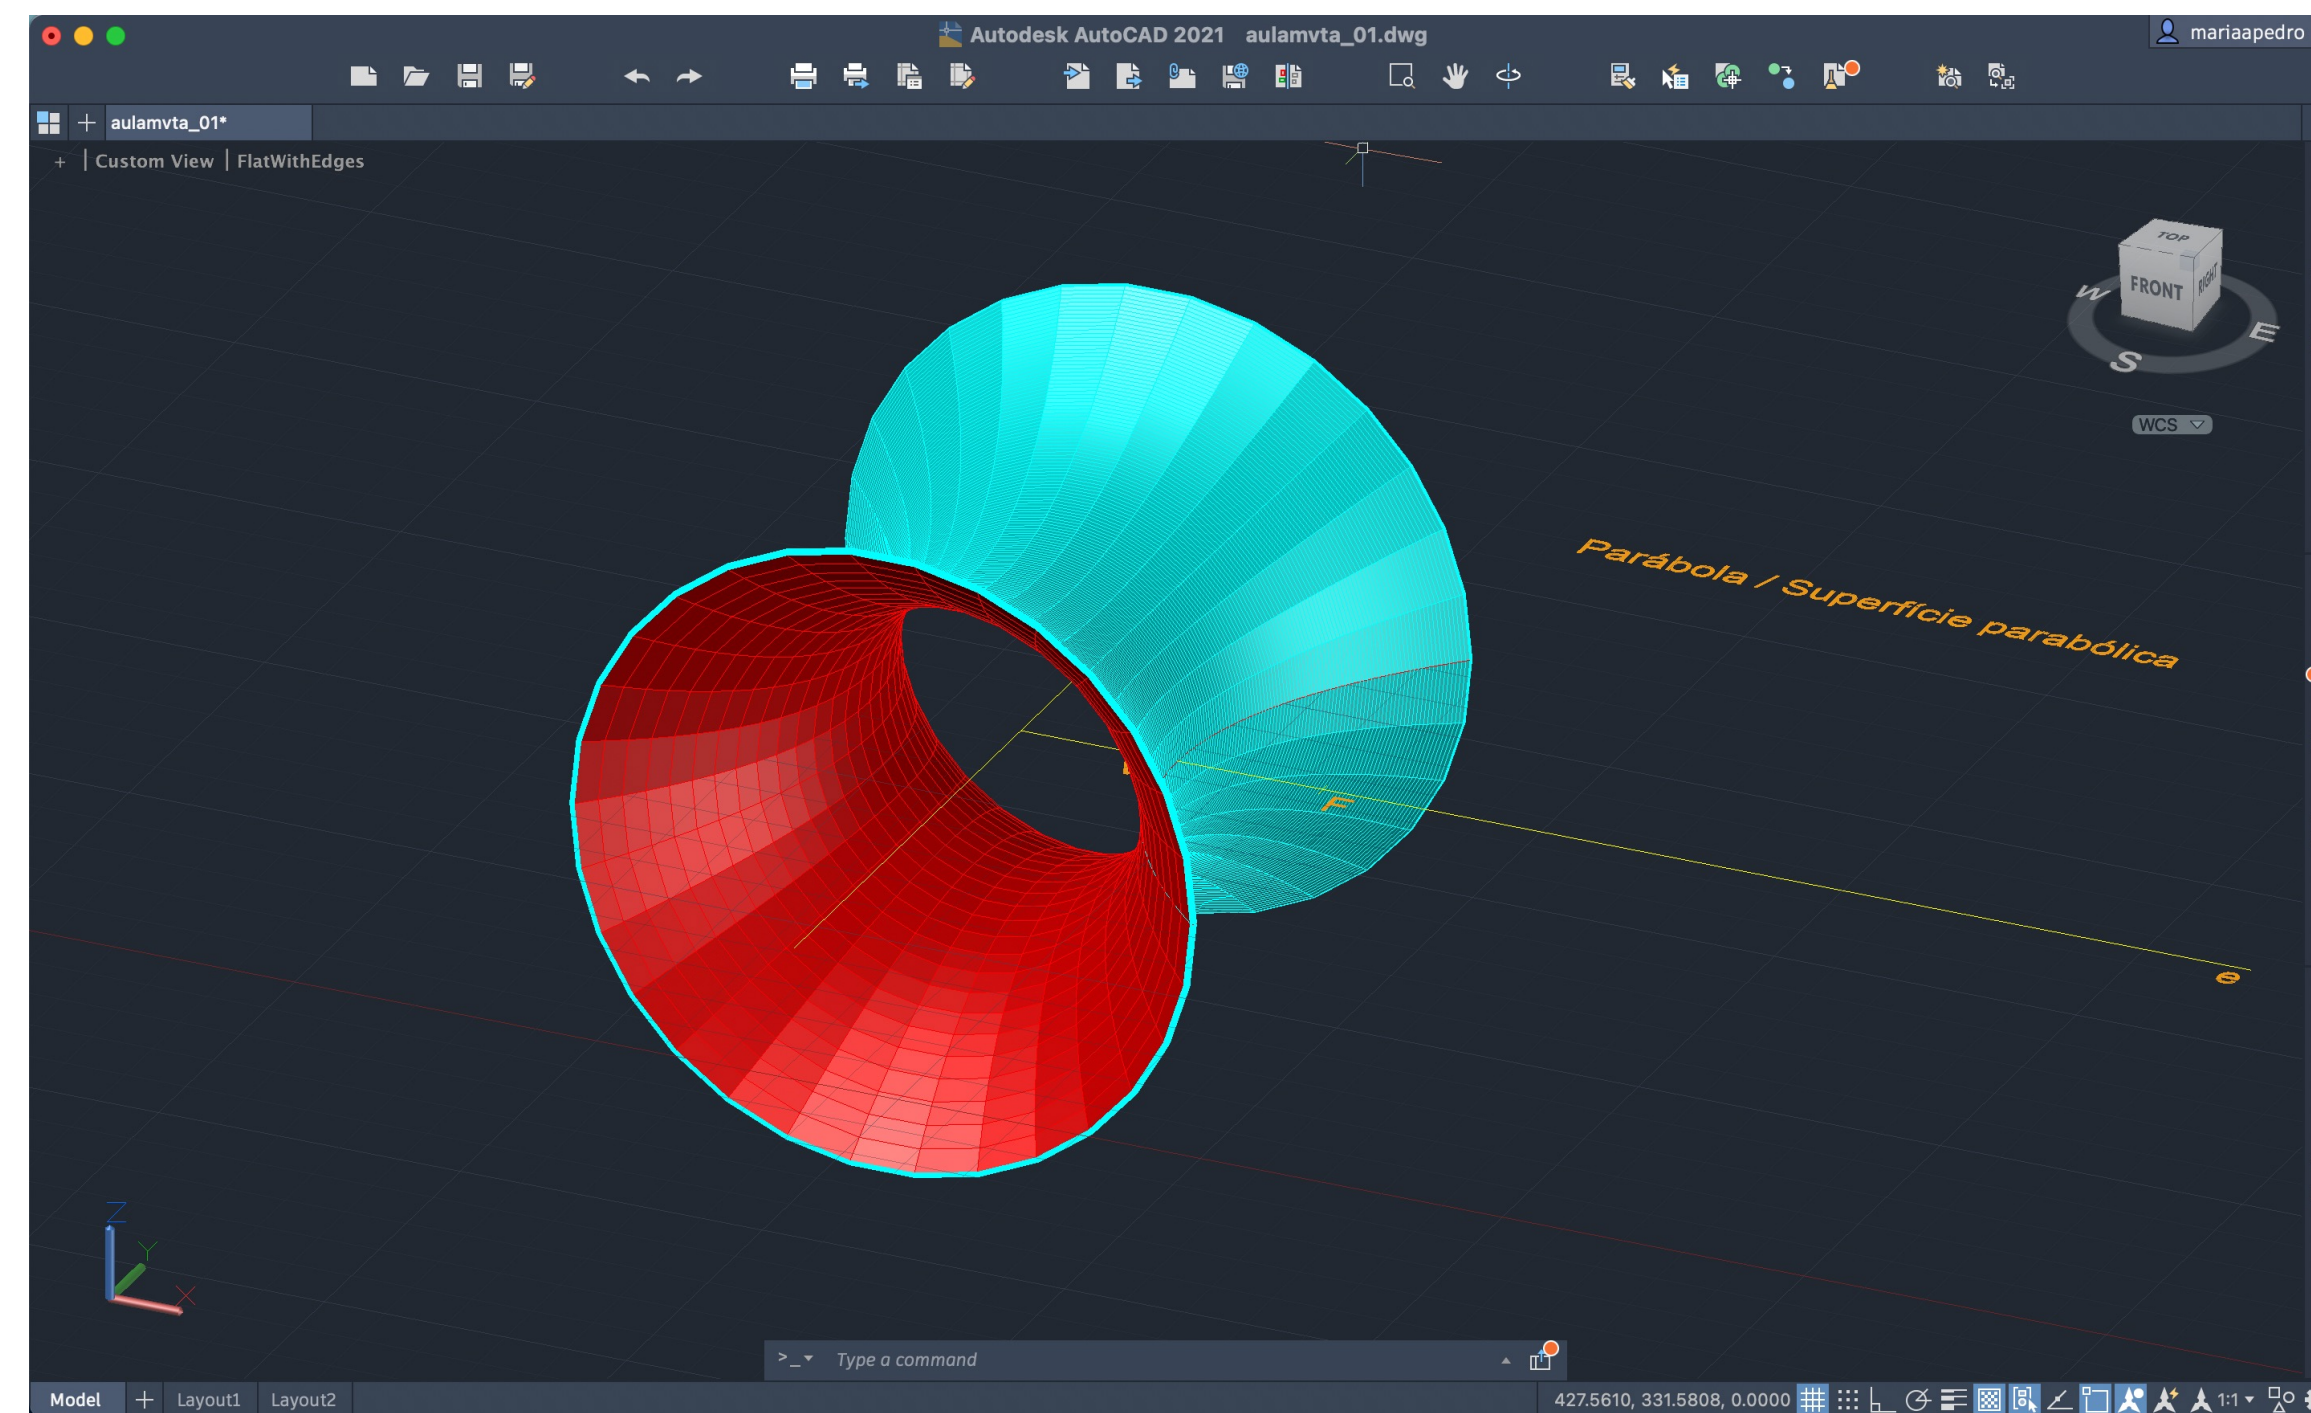 Autodesk AutoCAD 2021 aulamvta_01.dwg
mariaapedro
aulamvta_01*
+ | Custom View | FlatWithEdges
TOP
FRONT
RIGHT
W
E
S
WCS
Parábola / Superfície parabólica
F
e
Z
Y
X
>_ Type a command
Model + Layout1 Layout2
427.5610, 331.5808, 0.0000
1:1